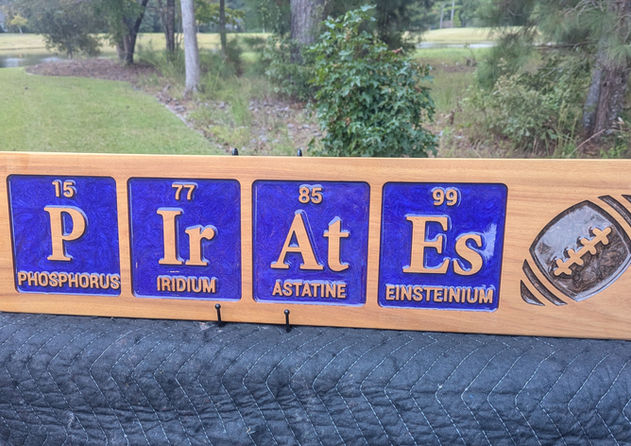 15 77 85 99
P Ir At Es
PHOSPHORUS IRIDIUM ASTATINE EINSTEINIUM